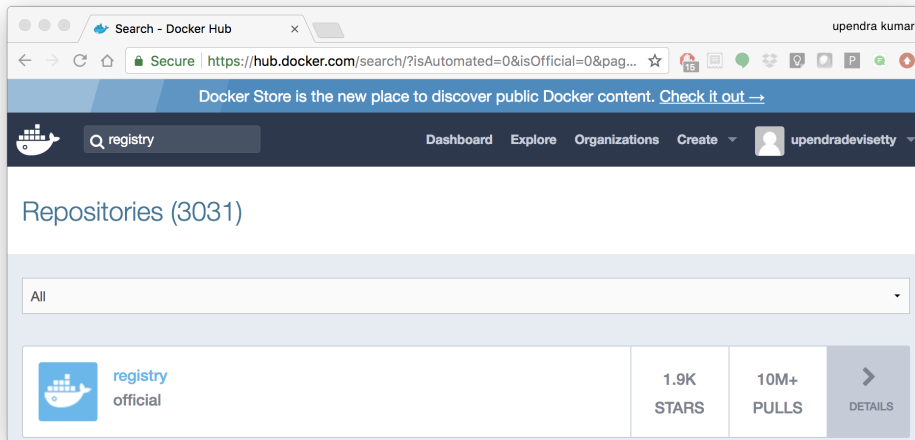 Search - Docker Hub
upendra kumar
Secure https://hub.docker.com/search/?isAutomated=0&isOfficial=0&pag...
15
P
Docker Store is the new place to discover public Docker content. Check it out →
registry
Dashboard Explore Organizations Create upendradevisetty
Repositories (3031)
All
registry
official
1.9K
STARS
10M+
PULLS
DETAILS